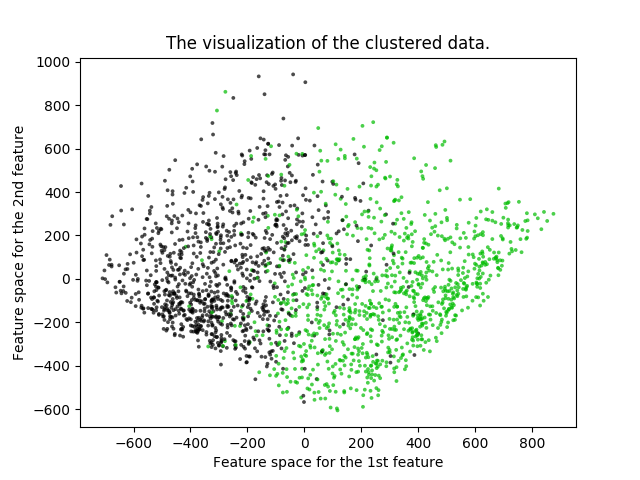 The visualization of the clustered data.
1000
800
600
400
200
0
−200
−400
−600
Feature space for the 2nd feature
−600 −400 −200 0 200 400 600 800
Feature space for the 1st feature